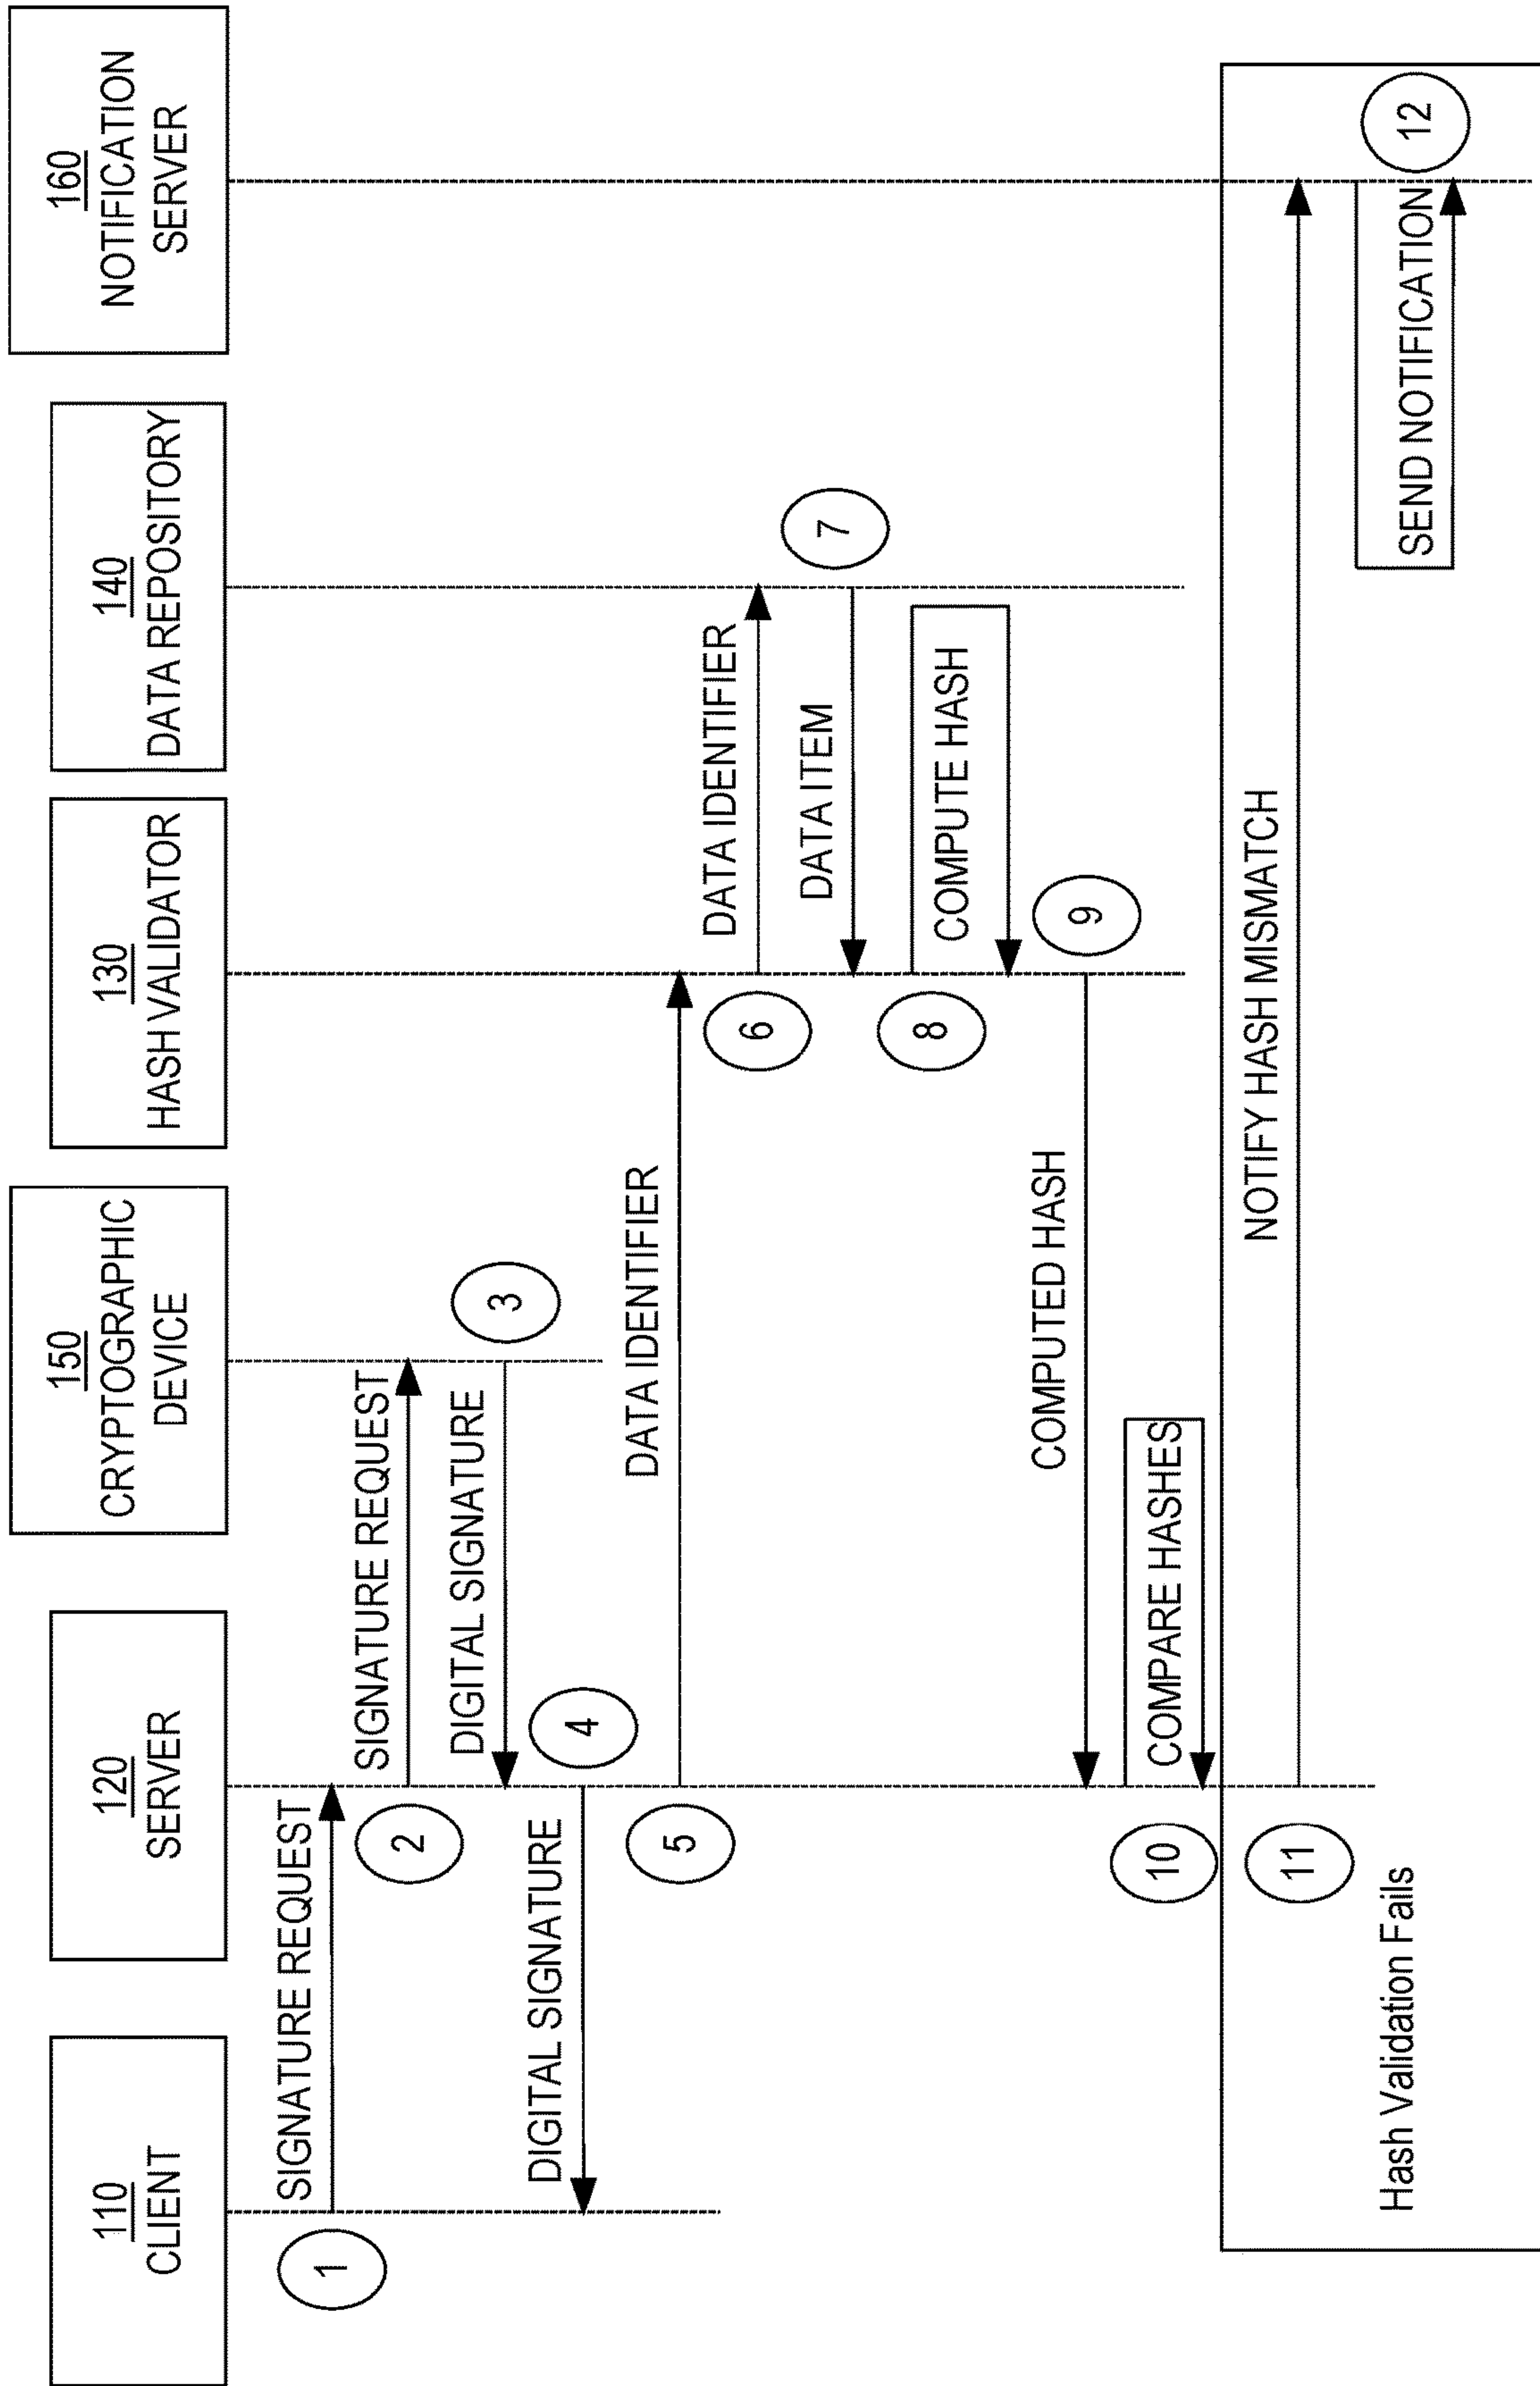 110
CLIENT
120
SERVER
150
CRYPTOGRAPHIC
DEVICE
130
HASH VALIDATOR
140
DATA REPOSITORY
160
NOTIFICATION
SERVER
1
SIGNATURE REQUEST
2
SIGNATURE REQUEST
3
DIGITAL SIGNATURE
4
DIGITAL SIGNATURE
5
DATA IDENTIFIER
6
DATA IDENTIFIER
7
DATA ITEM
8
COMPUTE HASH
9
COMPUTED HASH
10
COMPARE HASHES
11
NOTIFY HASH MISMATCH
Hash Validation Fails
SEND NOTIFICATION
12